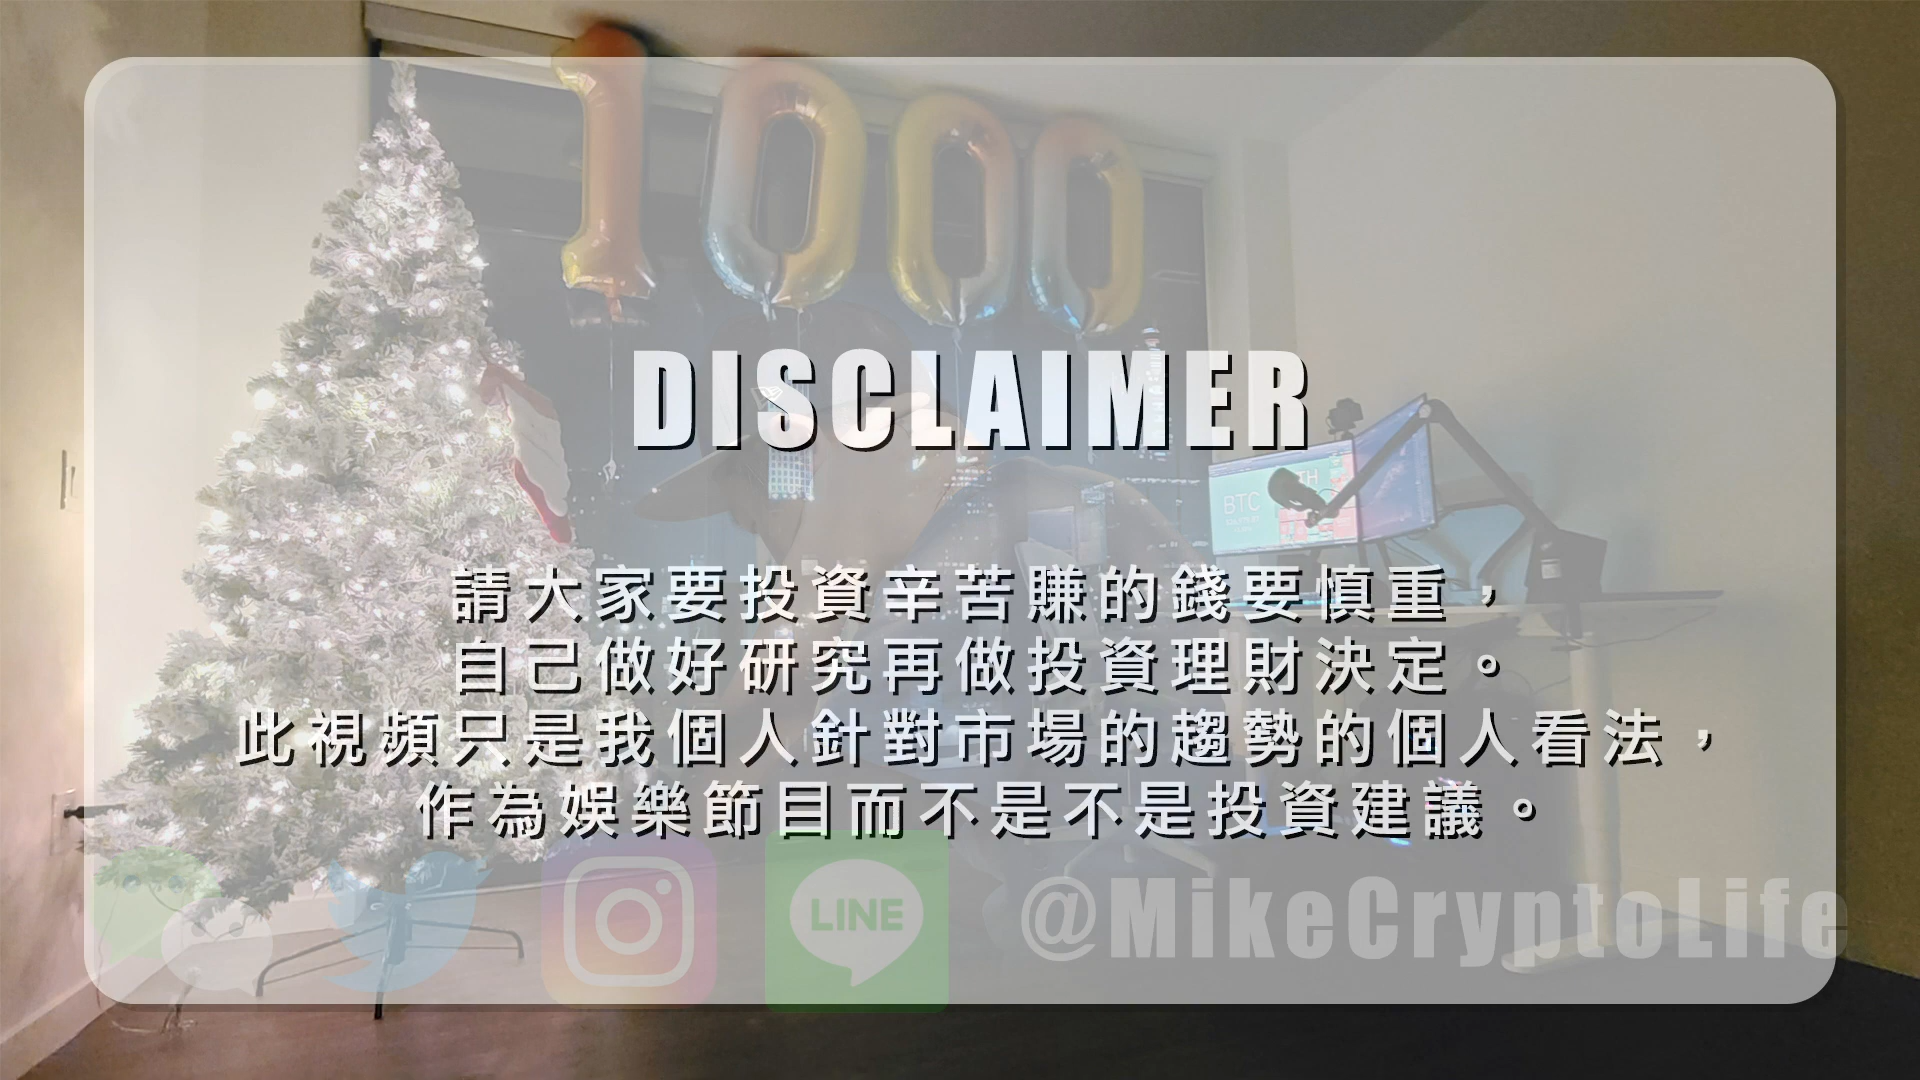 1000
DISCLAIMER
BTC
TH
請大家要投資辛苦賺的錢要慎重，
自己做好研究再做投資理財決定。
此視頻只是我個人針對市場的趨勢的個人看法，
作為娛樂節目而不是不是投資建議。
LINE
@MikeCryptoLife